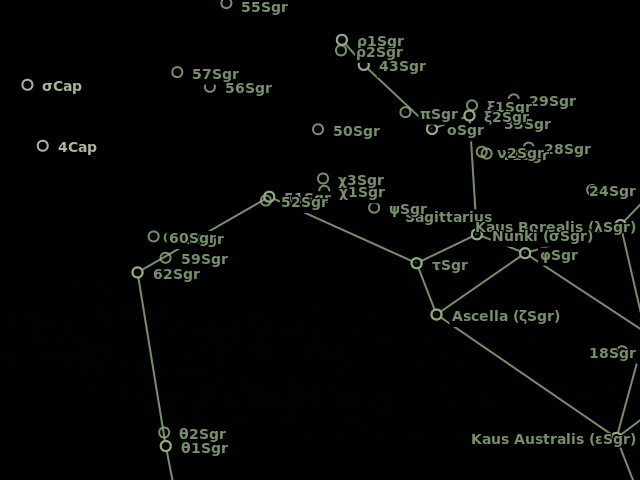 55Sgr
ρ1Sgr
ρ2Sgr
43Sgr
57Sgr
56Sgr
σCap
29Sgr
ξ1Sgr
πSgr
ξ2Sgr
50Sgr
οSgr
4Cap
28Sgr
ν2Sgr
χ3Sgr
24Sgr
χ1Sgr
52Sgr
ψSgr
Sagittarius
Kaus Borealis (λSgr)
Nunki (σSgr)
60Sgr
φSgr
59Sgr
τSgr
62Sgr
Ascella (ζSgr)
18Sgr
θ2Sgr
Kaus Australis (εSgr)
θ1Sgr